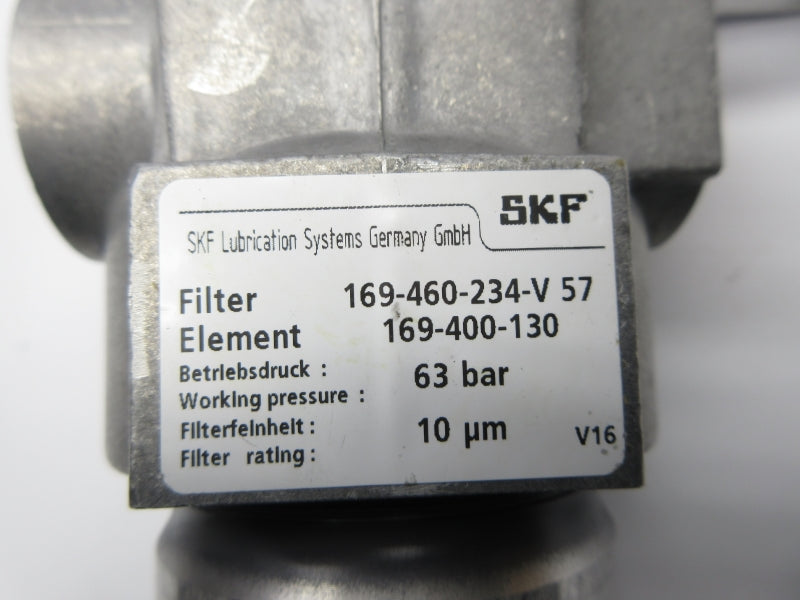 SKF
SKF Lubrication Systems Germany GmbH
Filter 169-460-234-V 57
Element 169-400-130
Betriebsdruck :
Working pressure : 63 bar
Filterfeinheit :
Filter rating : 10 µm
V16